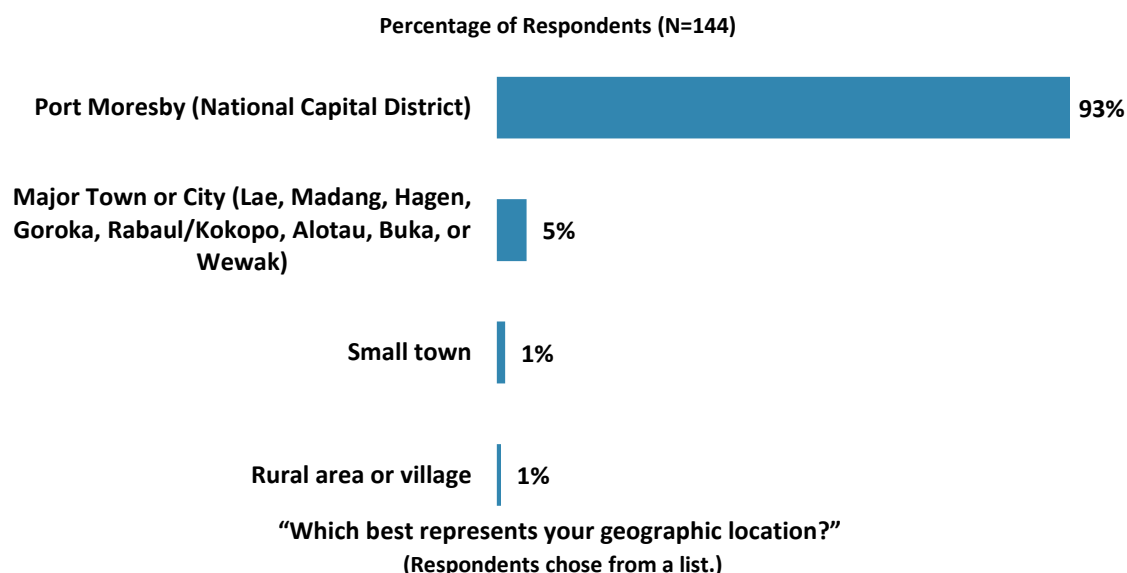 Percentage of Respondents (N=144)
Port Moresby (National Capital District)
93%
Major Town or City (Lae, Madang, Hagen,
Goroka, Rabaul/Kokopo, Alotau, Buka, or
Wewak)
5%
Small town
1%
Rural area or village
1%
“Which best represents your geographic location?”
(Respondents chose from a list.)